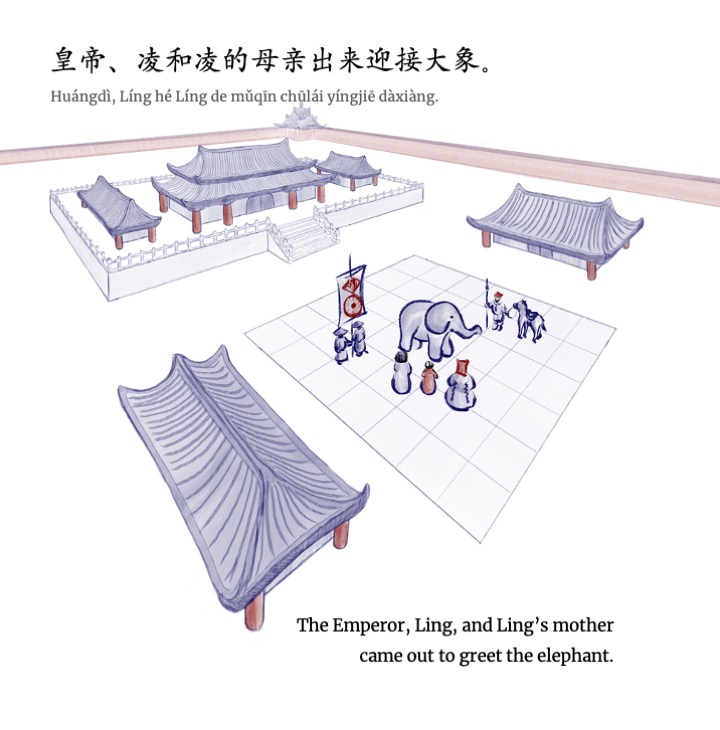 皇帝、凌和凌的母亲出来迎接大象。
Huángdì, Líng hé Líng de mǔqīn chūlái yíngjiē dàxiàng.
The Emperor, Ling, and Ling’s mother
came out to greet the elephant.